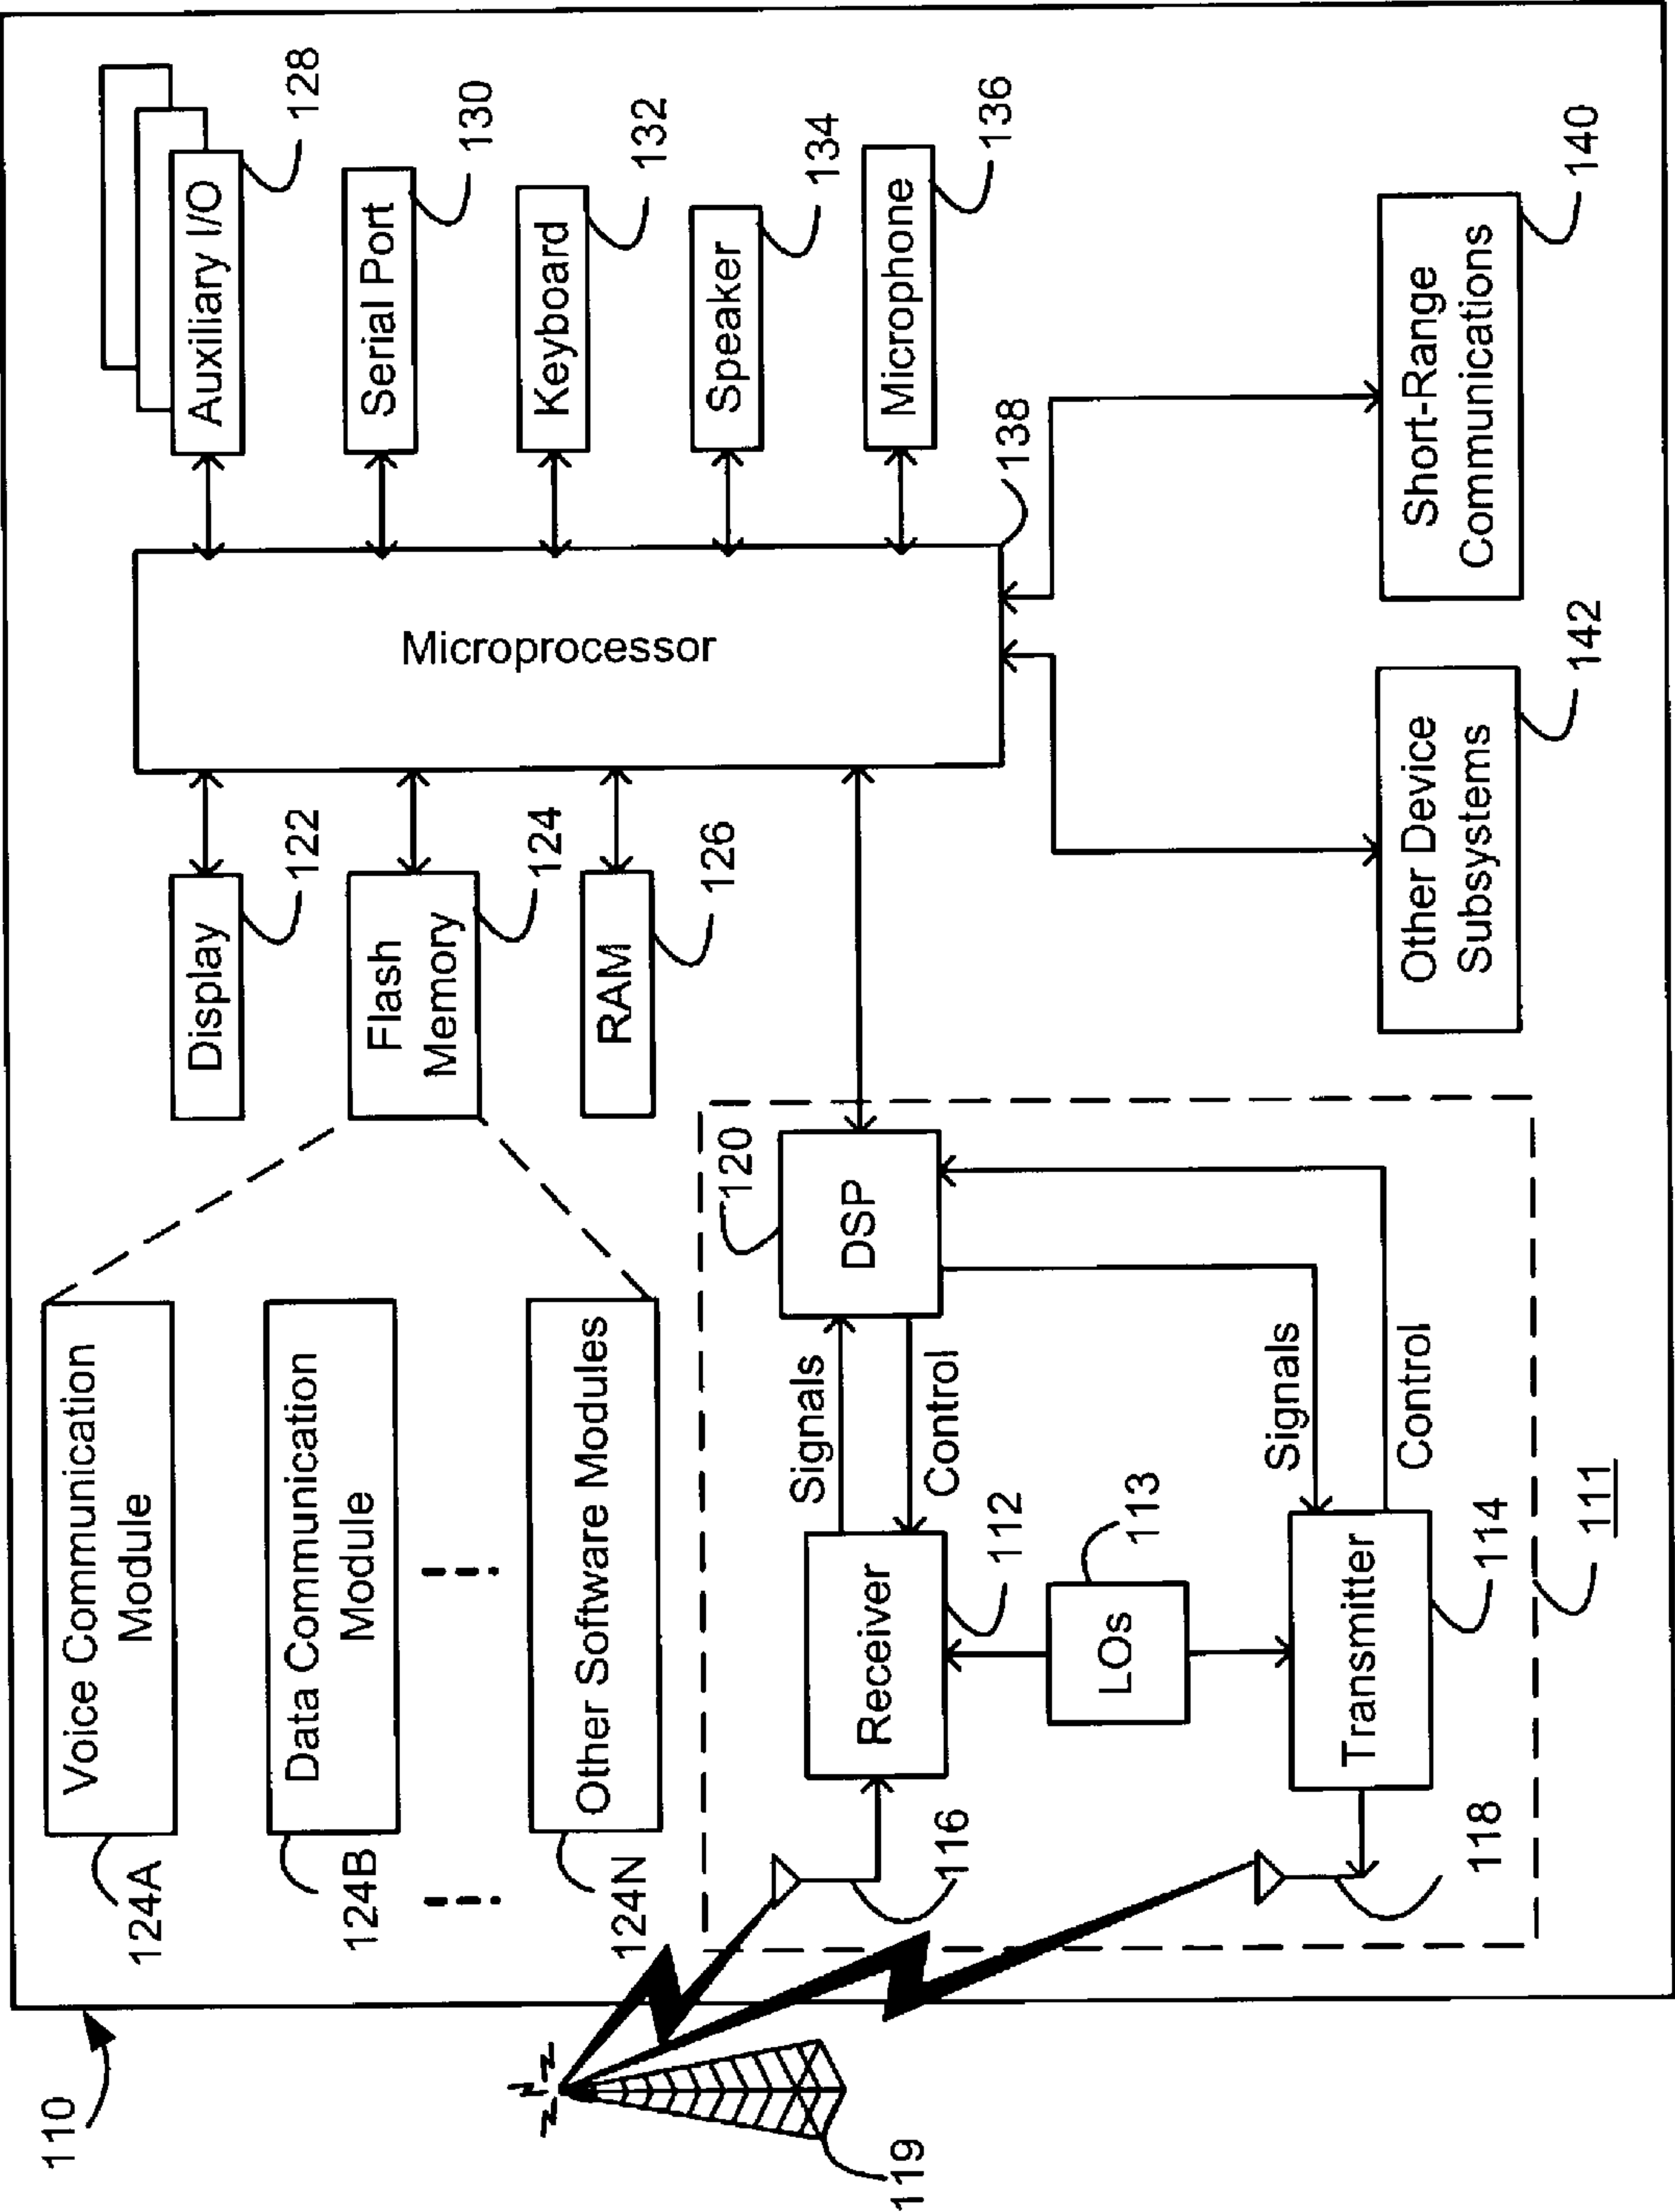 110
Voice Communication
Module
124A
Data Communication
Module
124B
Other Software Modules
124N
Display
122
Flash
Memory
124
RAM
126
Microprocessor
138
Auxiliary I/O
128
Serial Port
130
Keyboard
132
Speaker
134
Microphone
136
Short-Range
Communications
140
Other Device
Subsystems
142
DSP
120
Signals
Control
Receiver
112
LOs
113
Signals
Control
Transmitter
114
111
116
118
119